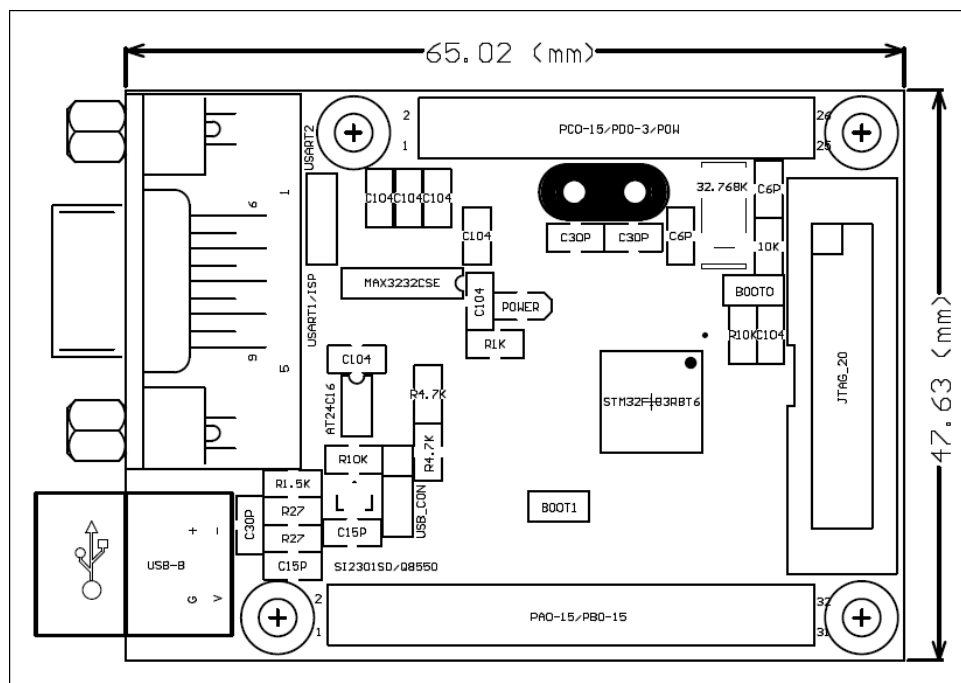 65.02 (mm)
2
1
PC0-15/PD0-3/POW
26
25
USART2
1
6
C104
C104
C104
C104
C30P
C30P
C6P
32.768K
C6P
10K
MAX3232CSE
C104
POWER
BOOT0
USART1/ISP
R1K
R10K
C104
9
5
C104
AT24C16
R4.7K
R4.7K
STM32F103RBT6
JTAG_20
47.63 (mm)
R10K
R1.5K
R27
R27
C15P
C30P
C15P
USB_CON
BOOT1
+
-
USB-B
G
V
SI2301SD/Q8550
2
1
PA0-15/PB0-15
32
31